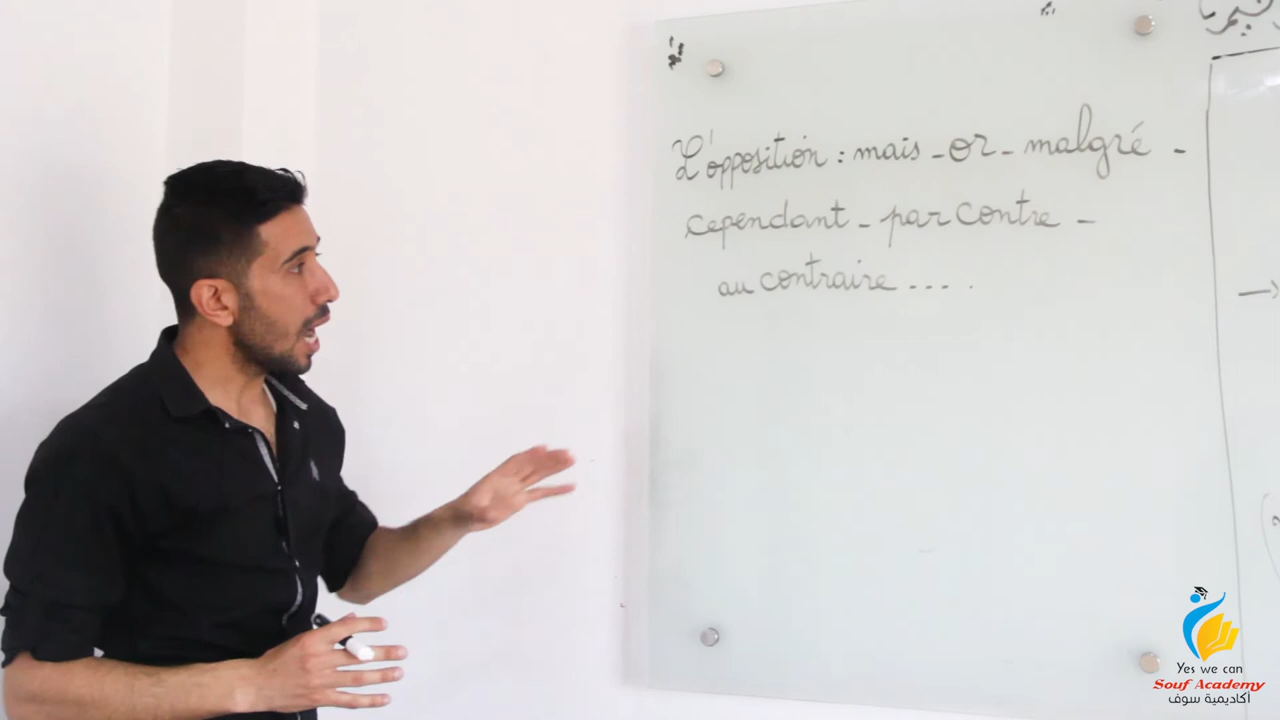 L'opposition : mais - or - malgré -
cependant - par contre -
au contraire ... .
Yes we can
Souf Academy
أكاديمية سوف